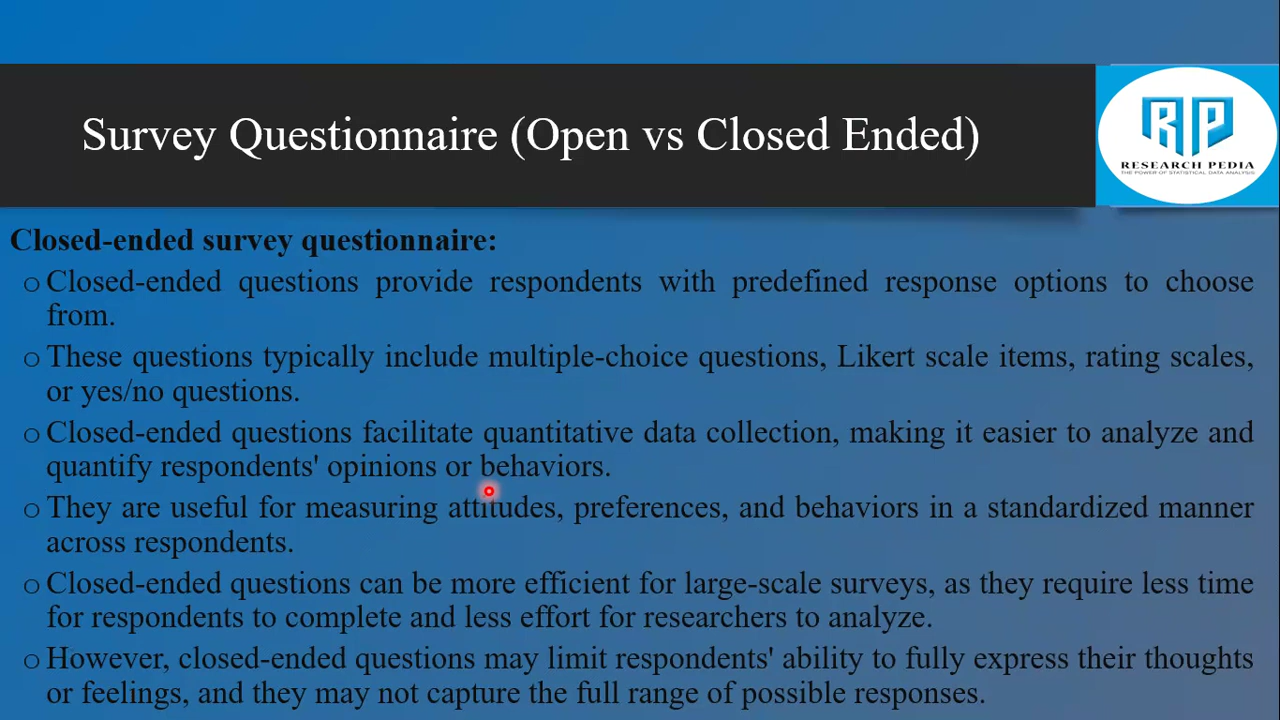 Survey Questionnaire (Open vs Closed Ended)
RP
RESEARCH PEDIA
THE POWER OF STATISTICAL DATA ANALYSIS
Closed-ended survey questionnaire:
o Closed-ended questions provide respondents with predefined response options to choose
from.
o These questions typically include multiple-choice questions, Likert scale items, rating scales,
or yes/no questions.
o Closed-ended questions facilitate quantitative data collection, making it easier to analyze and
quantify respondents' opinions or behaviors.
o They are useful for measuring attitudes, preferences, and behaviors in a standardized manner
across respondents.
o Closed-ended questions can be more efficient for large-scale surveys, as they require less time
for respondents to complete and less effort for researchers to analyze.
o However, closed-ended questions may limit respondents' ability to fully express their thoughts
or feelings, and they may not capture the full range of possible responses.